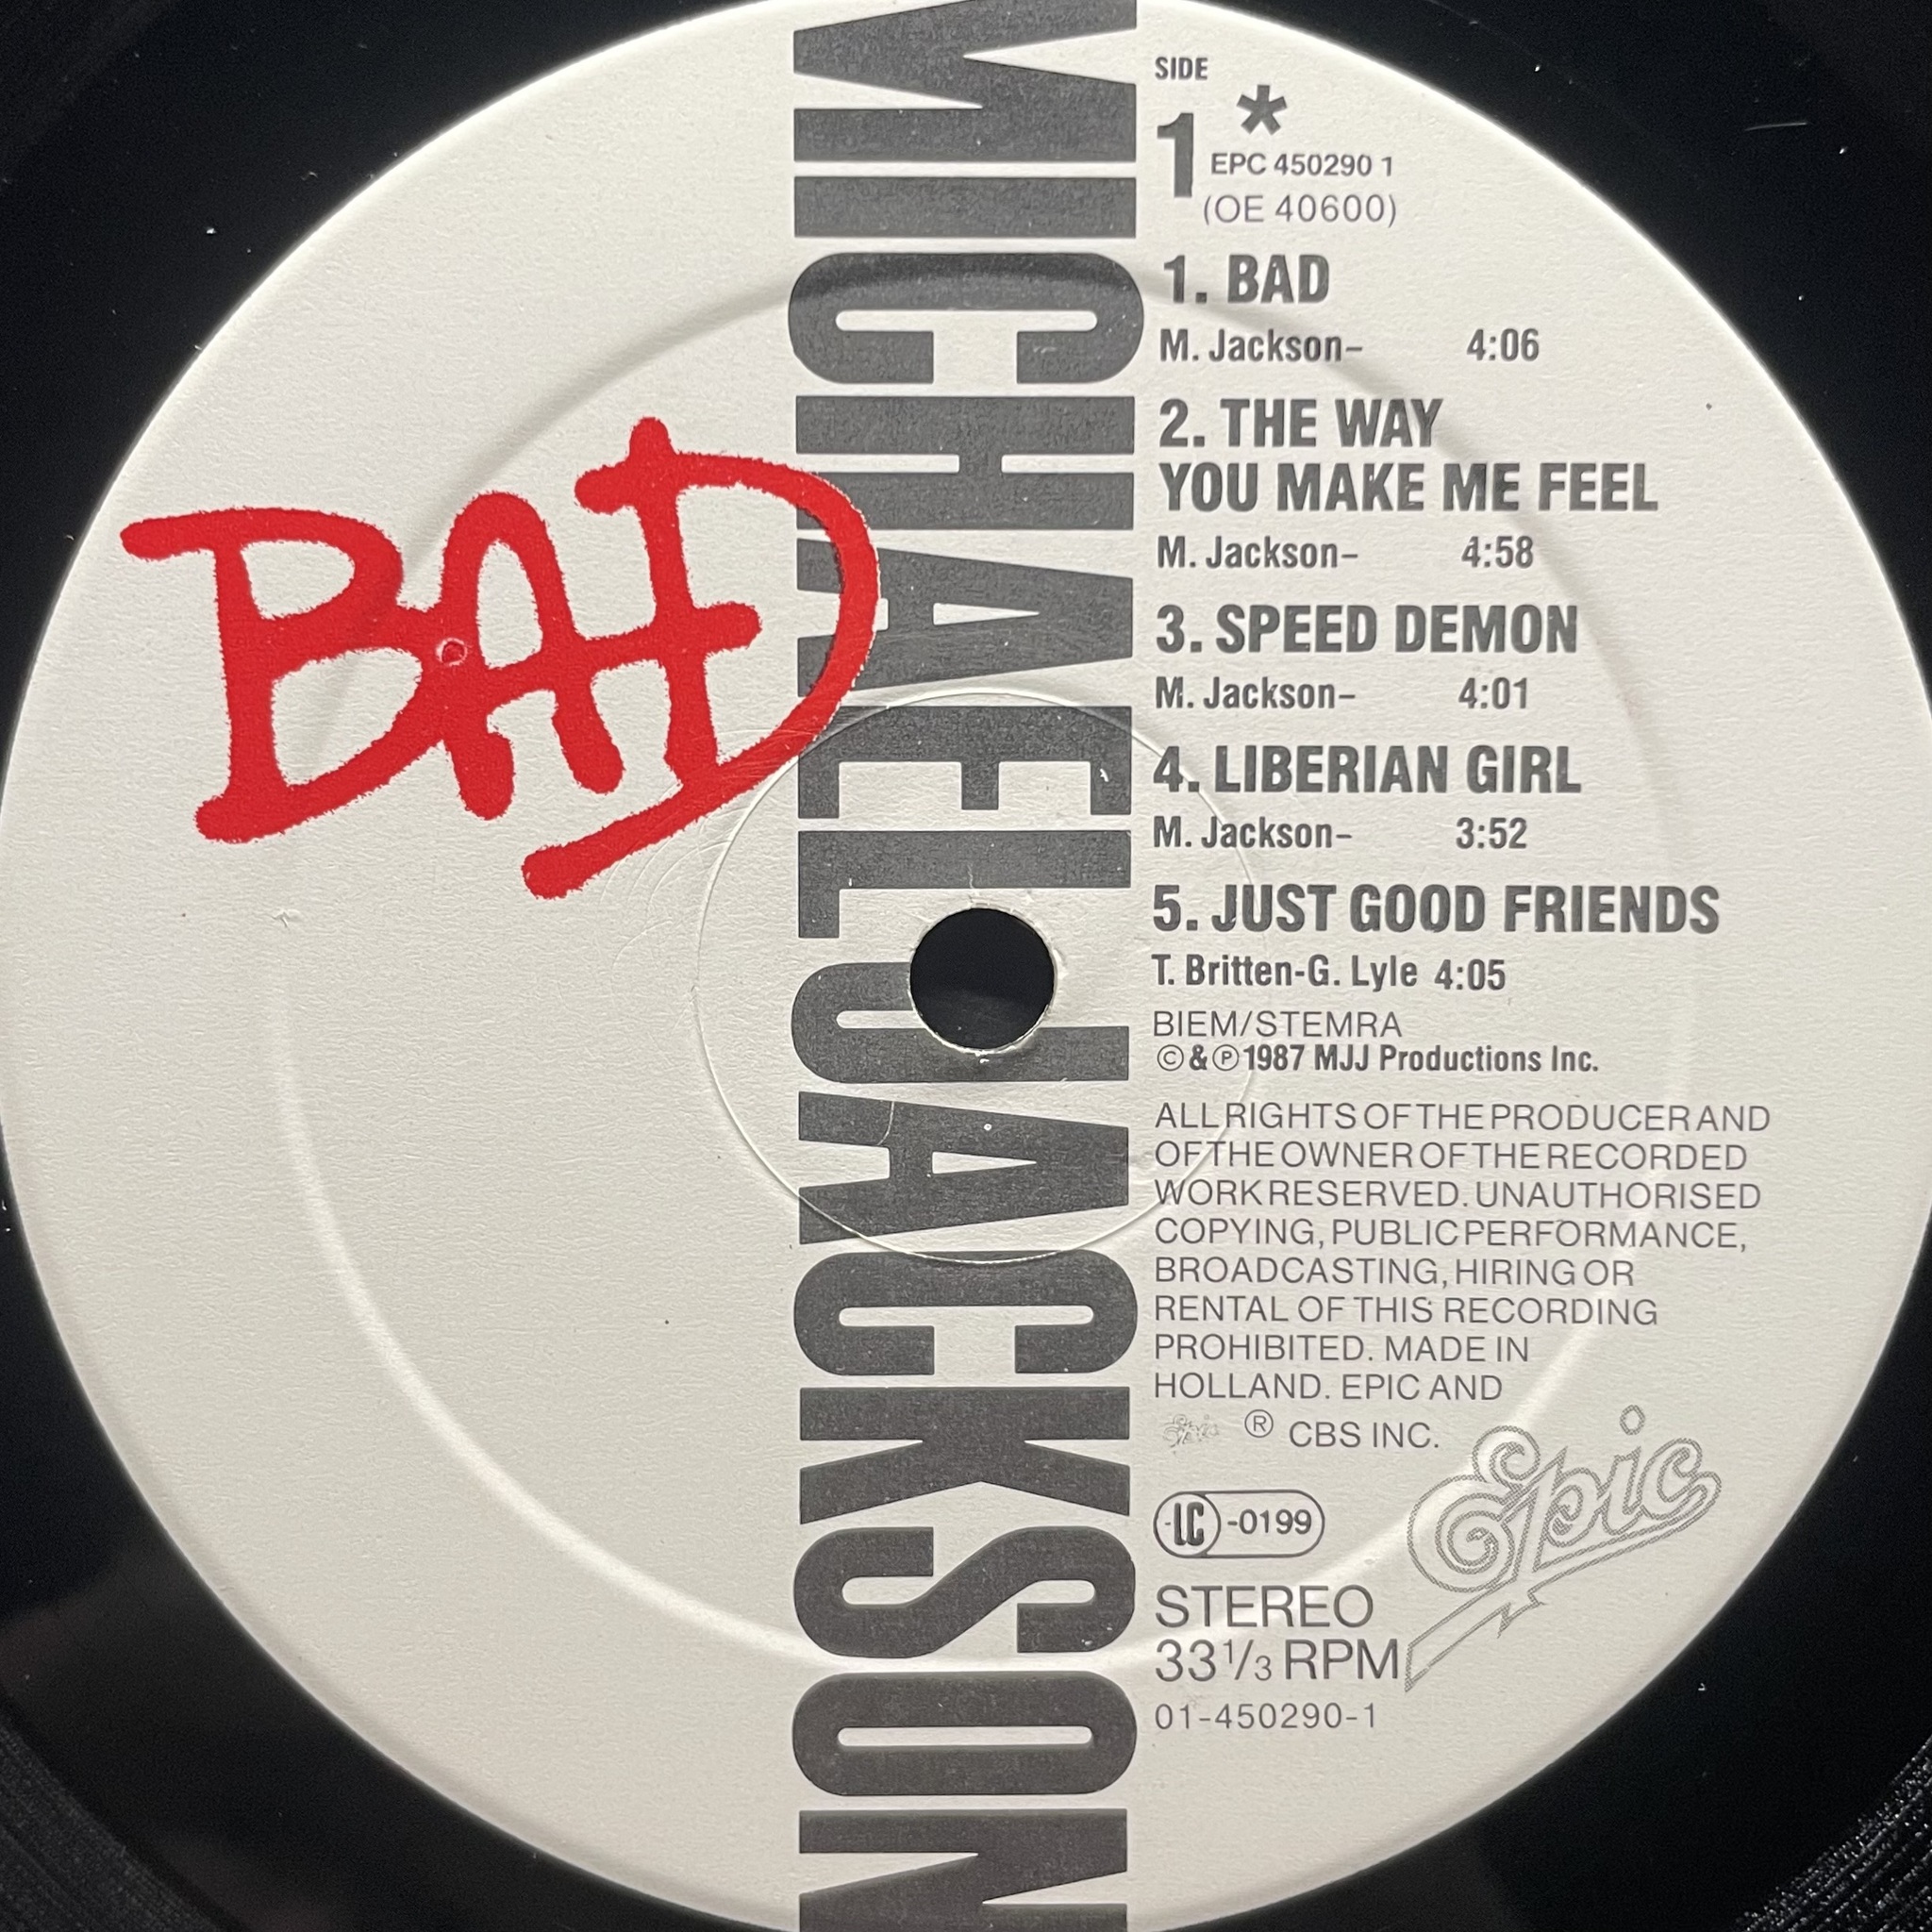 MICHAEL JACKSON
BAD
SIDE
1 *
EPC 450290 1
(OE 40600)
1. BAD
M. Jackson– 4:06
2. THE WAY
YOU MAKE ME FEEL
M. Jackson– 4:58
3. SPEED DEMON
M. Jackson– 4:01
4. LIBERIAN GIRL
M. Jackson– 3:52
5. JUST GOOD FRIENDS
T. Britten-G. Lyle 4:05
BIEM/STEMRA
©&℗1987 MJJ Productions Inc.
ALL RIGHTS OF THE PRODUCER AND
OF THE OWNER OF THE RECORDED
WORK RESERVED. UNAUTHORISED
COPYING, PUBLIC PERFORMANCE,
BROADCASTING, HIRING OR
RENTAL OF THIS RECORDING
PROHIBITED. MADE IN
HOLLAND. EPIC AND
Epic ® CBS INC.
Epic
LC-0199
STEREO
33 1/3 RPM
01-450290-1